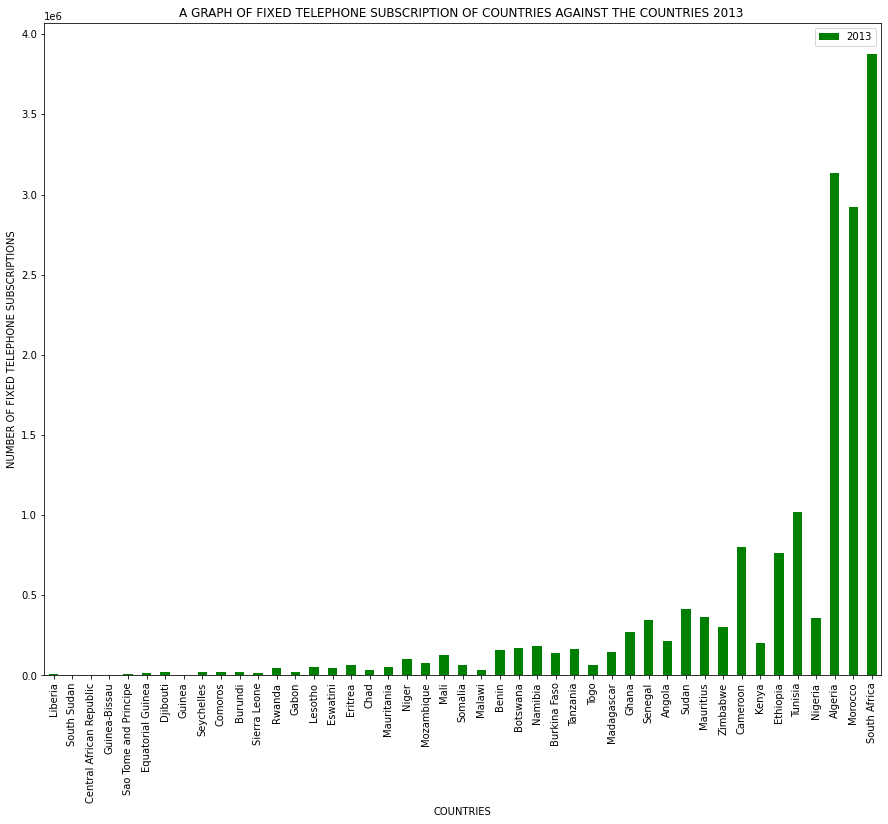 A GRAPH OF FIXED TELEPHONE SUBSCRIPTION OF COUNTRIES AGAINST THE COUNTRIES 2013
1e6
2013
4.0
3.5
3.0
2.5
2.0
1.5
1.0
0.5
0.0
NUMBER OF FIXED TELEPHONE SUBSCRIPTIONS
Liberia
South Sudan
Central African Republic
Guinea-Bissau
Sao Tome and Principe
Equatorial Guinea
Djibouti
Guinea
Seychelles
Comoros
Burundi
Sierra Leone
Rwanda
Gabon
Lesotho
Eswatini
Eritrea
Chad
Mauritania
Niger
Mozambique
Mali
Somalia
Malawi
Benin
Botswana
Namibia
Burkina Faso
Tanzania
Togo
Madagascar
Ghana
Senegal
Angola
Sudan
Mauritius
Zimbabwe
Cameroon
Kenya
Ethiopia
Tunisia
Nigeria
Algeria
Morocco
South Africa
COUNTRIES